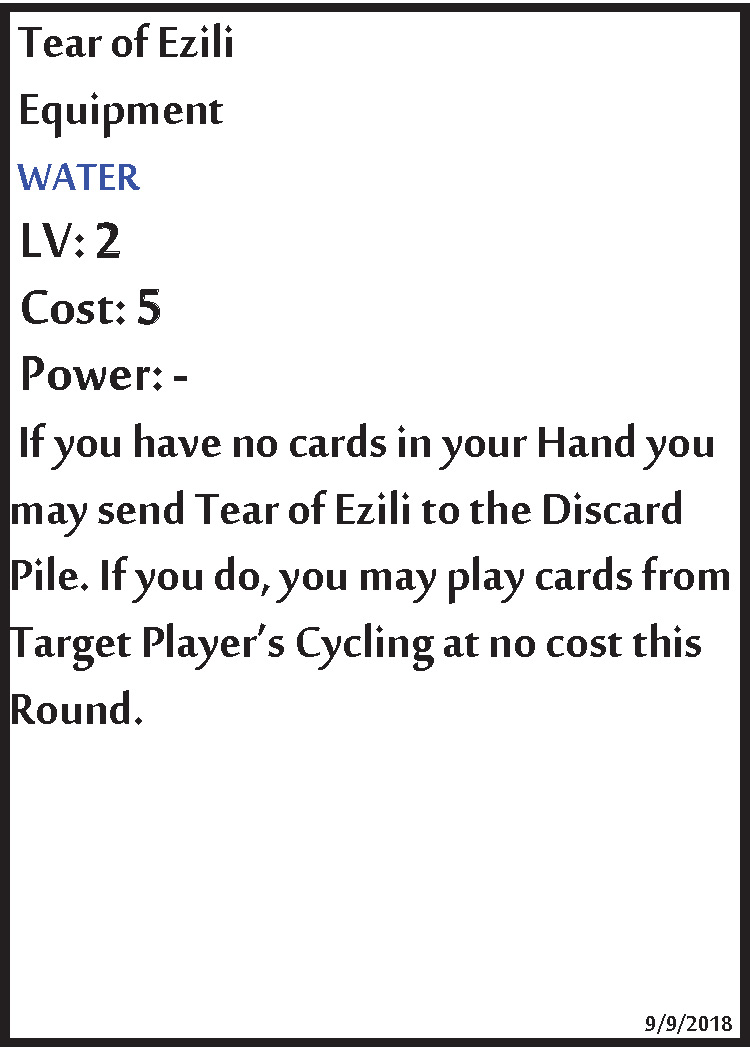 Tear of Ezili
Equipment
WATER
LV: 2
Cost: 5
Power: -
If you have no cards in your Hand you
may send Tear of Ezili to the Discard
Pile. If you do, you may play cards from
Target Player’s Cycling at no cost this
Round.
9/9/2018